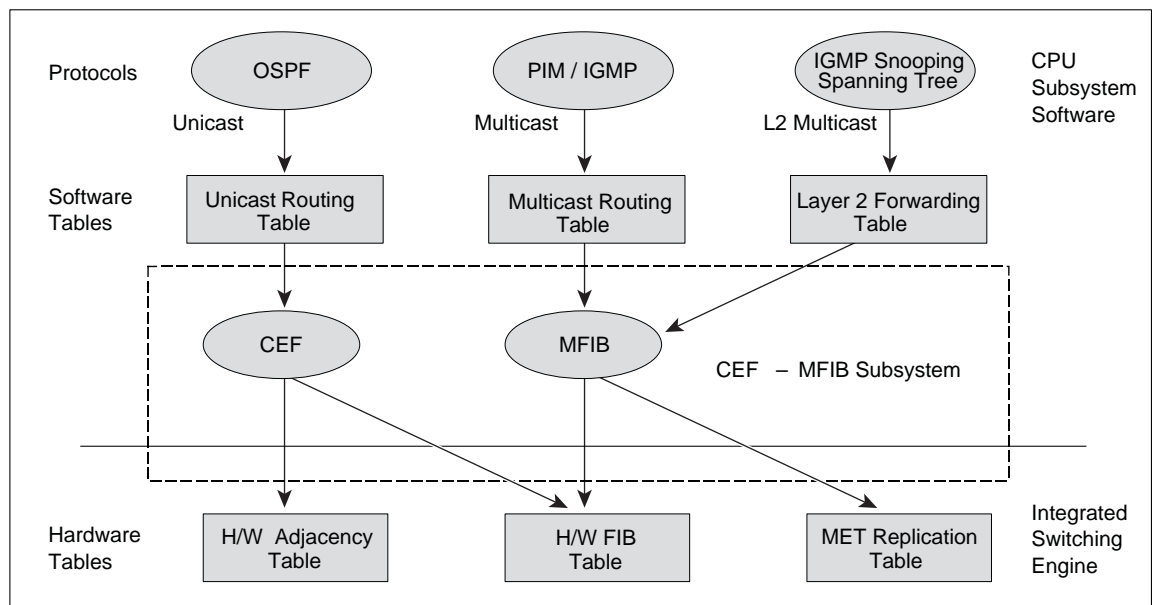 Protocols
OSPF
PIM / IGMP
IGMP Snooping
Spanning Tree
CPU
Subsystem
Software
Unicast
Multicast
L2 Multicast
Software
Tables
Unicast Routing
Table
Multicast Routing
Table
Layer 2 Forwarding
Table
CEF
MFIB
CEF – MFIB Subsystem
Hardware
Tables
H/W Adjacency
Table
H/W FIB
Table
MET Replication
Table
Integrated
Switching
Engine